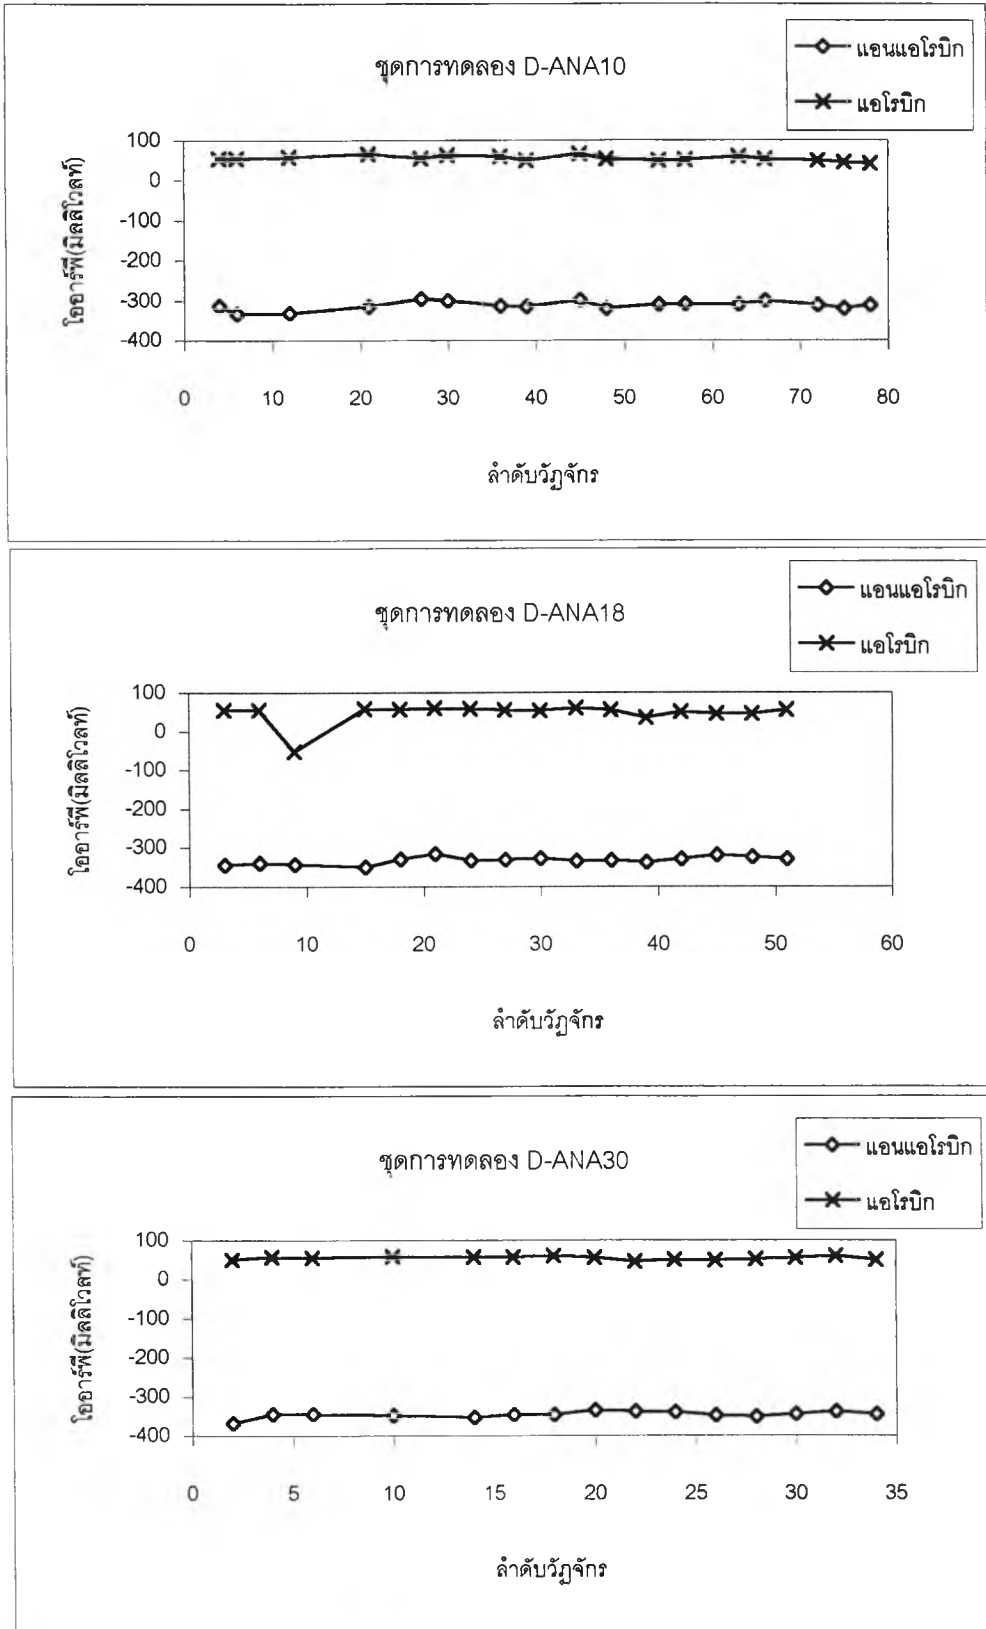 ชุดการทดลอง D-ANA10
แอนแอโรบิก
แอโรบิก
โออาร์พี(มิลลิโวลท์)
100
0
-100
-200
-300
-400
0 10 20 30 40 50 60 70 80
ลำดับวัฏจักร
ชุดการทดลอง D-ANA18
แอนแอโรบิก
แอโรบิก
โออาร์พี(มิลลิโวลท์)
100
0
-100
-200
-300
-400
0 10 20 30 40 50 60
ลำดับวัฏจักร
ชุดการทดลอง D-ANA30
แอนแอโรบิก
แอโรบิก
โออาร์พี(มิลลิโวลท์)
100
0
-100
-200
-300
-400
0 5 10 15 20 25 30 35
ลำดับวัฏจักร